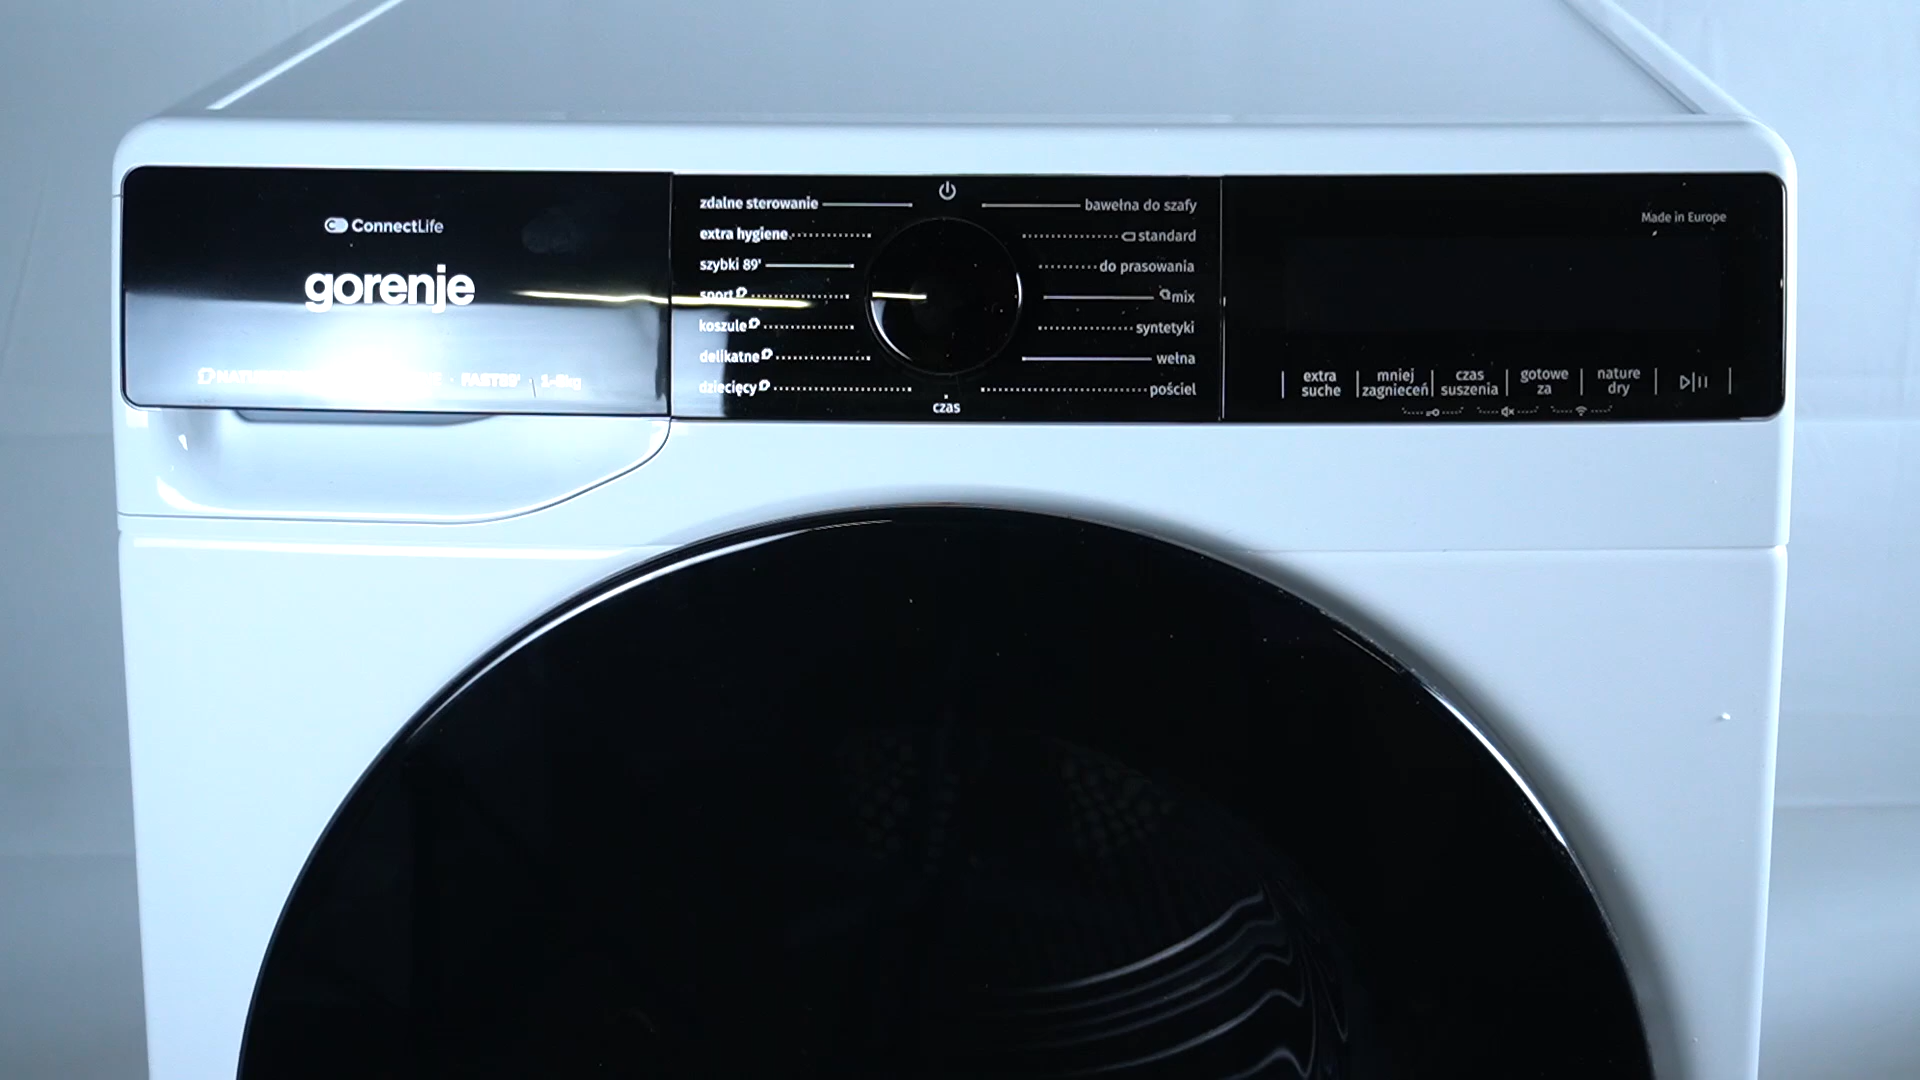 ConnectLife
gorenje
FAST89'
zdalne sterowanie
extra hygiene
szybki 89'
sport
koszule
delikatne
dziecięcy
czas
bawełna do szafy
standard
do prasowania
mix
syntetyki
wełna
pościel
Made in Europe
extra suche
mniej zagnieceń
czas suszenia
gotowe za
nature dry